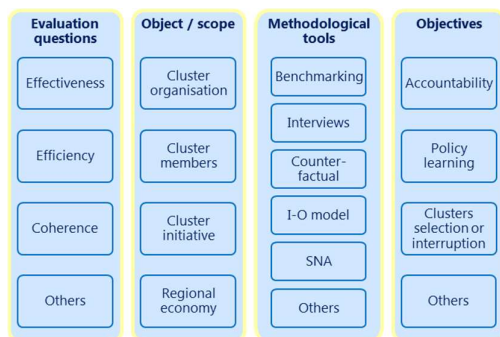 Evaluation
questions
Effectiveness
Efficiency
Coherence
Others
Object / scope
Cluster
organisation
Cluster
members
Cluster
initiative
Regional
economy
Methodological
tools
Benchmarking
Interviews
Counter-
factual
I-O model
SNA
Others
Objectives
Accountability
Policy
learning
Clusters
selection or
interruption
Others